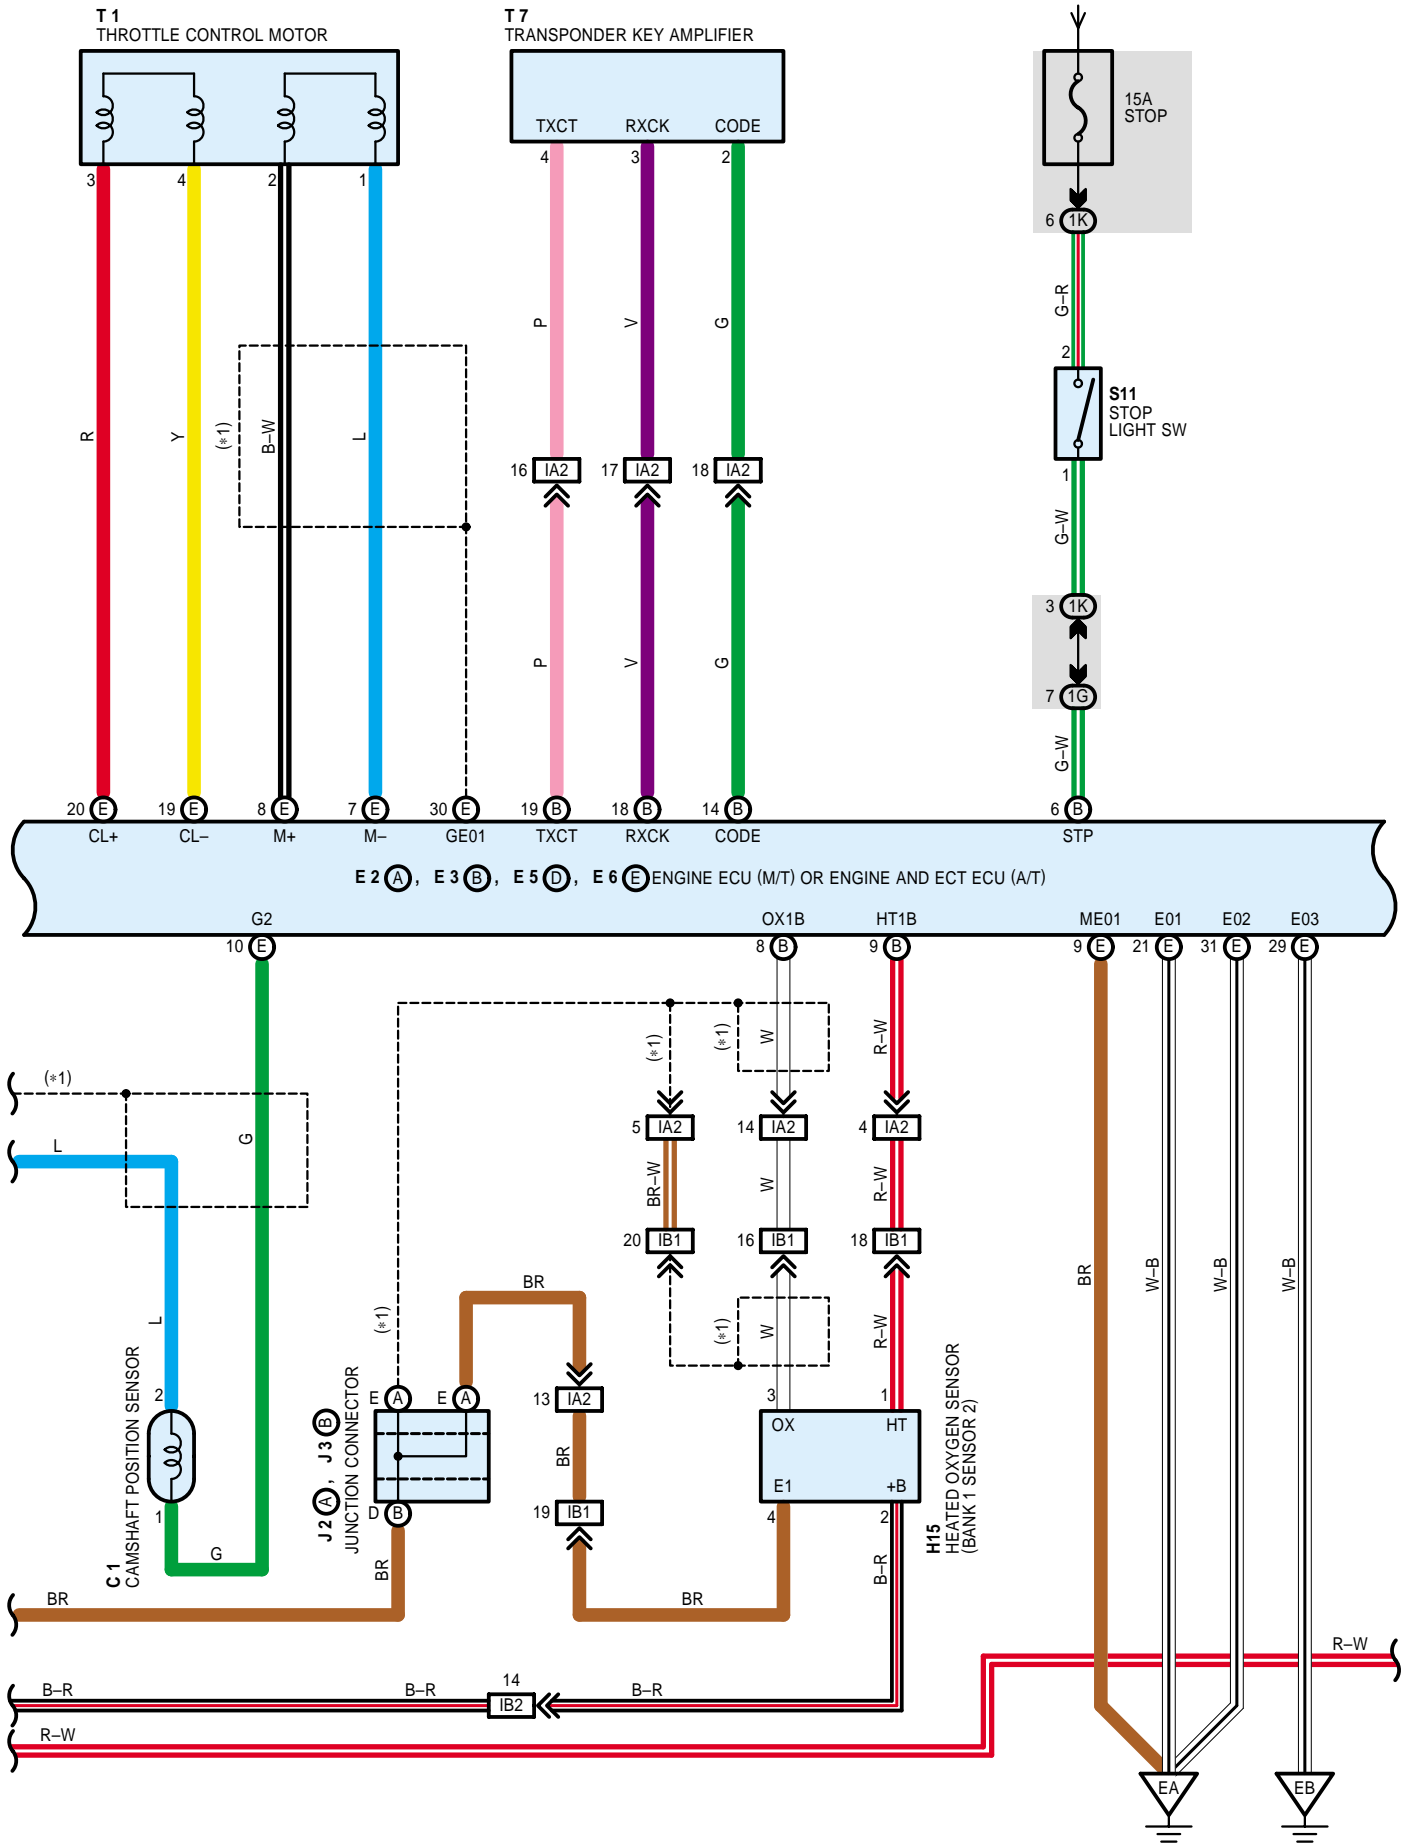 T 1
THROTTLE CONTROL MOTOR
T 7
TRANSPONDER KEY AMPLIFIER
15A
STOP
TXCT RXCK CODE
3 4 2 1
4 3 2
6 1K
G–R
P V G
2
S11
STOP
LIGHT SW
R Y (∗1) B–W L
16 IA2 17 IA2 18 IA2
1
G–W
3 1K
P V G
7 1G
G–W
20 E 19 E 8 E 7 E 30 E 19 B 18 B 14 B 6 B
CL+ CL– M+ M– GE01 TXCT RXCK CODE STP
E 2 A , E 3 B , E 5 D , E 6 E ENGINE ECU (M/T) OR ENGINE AND ECT ECU (A/T)
G2 OX1B HT1B ME01 E01 E02 E03
10 E 8 B 9 B 9 E 21 E 31 E 29 E
(∗1) (∗1) W R–W
(∗1)
5 IA2 14 IA2 4 IA2
L G
BR–W W R–W
20 IB1 16 IB1 18 IB1
BR
BR W–B W–B W–B
L (∗1) (∗1) W R–W
2
E A E A
13 IA2
3 1
OX HT
BR
E1 +B
C 1
CAMSHAFT POSITION SENSOR
J 2 A , J 3 B
JUNCTION CONNECTOR
H15
HEATED OXYGEN SENSOR
(BANK 1 SENSOR 2)
1
D B
19 IB1
4 2
G
BR
B–R
BR BR
R–W
14
B–R B–R IB2 B–R
R–W
EA EB